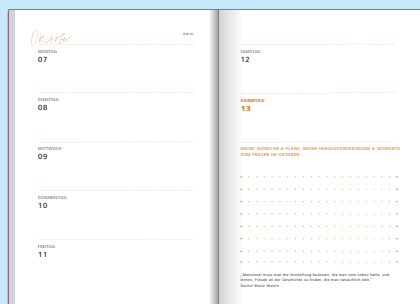 Oktober
KW 41
MONTAG
07
DIENSTAG
08
MITTWOCH
09
DONNERSTAG
10
FREITAG
11
SAMSTAG
12
SONNTAG
13
MEINE WÜNSCHE & PLÄNE, MEINE HERAUSFORDERUNGEN & MOMENTE
ZUM FREUEN IM OKTOBER.
„Manchmal muss man die Vorstellung loslassen, die man vom Leben hatte, und
lernen, Freude an der Geschichte zu finden, die man tatsächlich lebt.“
Rachel Marie Martin